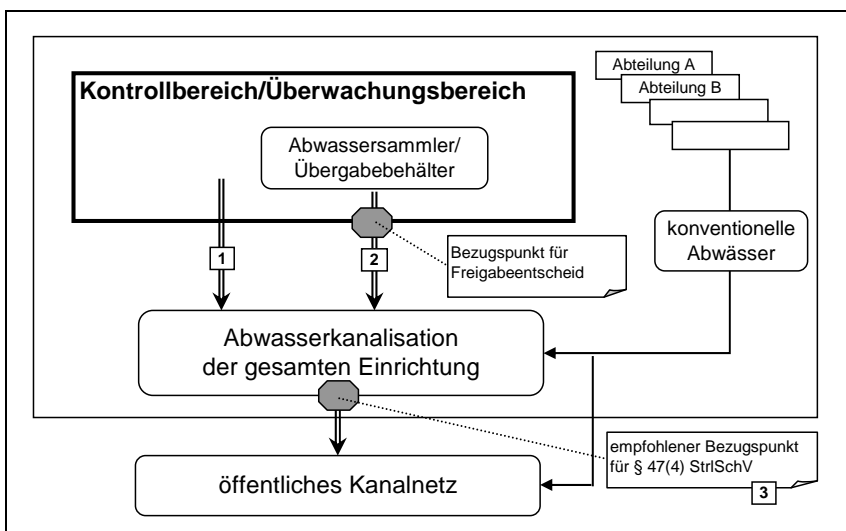 Kontrollbereich/Überwachungsbereich
Abwassersammler/
Übergabebehälter
Abteilung A
Abteilung B
konventionelle
Abwässer
1
2
Bezugspunkt für
Freigabeentscheid
Abwasserkanalisation
der gesamten Einrichtung
empfohlener Bezugspunkt
für § 47(4) StrlSchV
3
öffentliches Kanalnetz